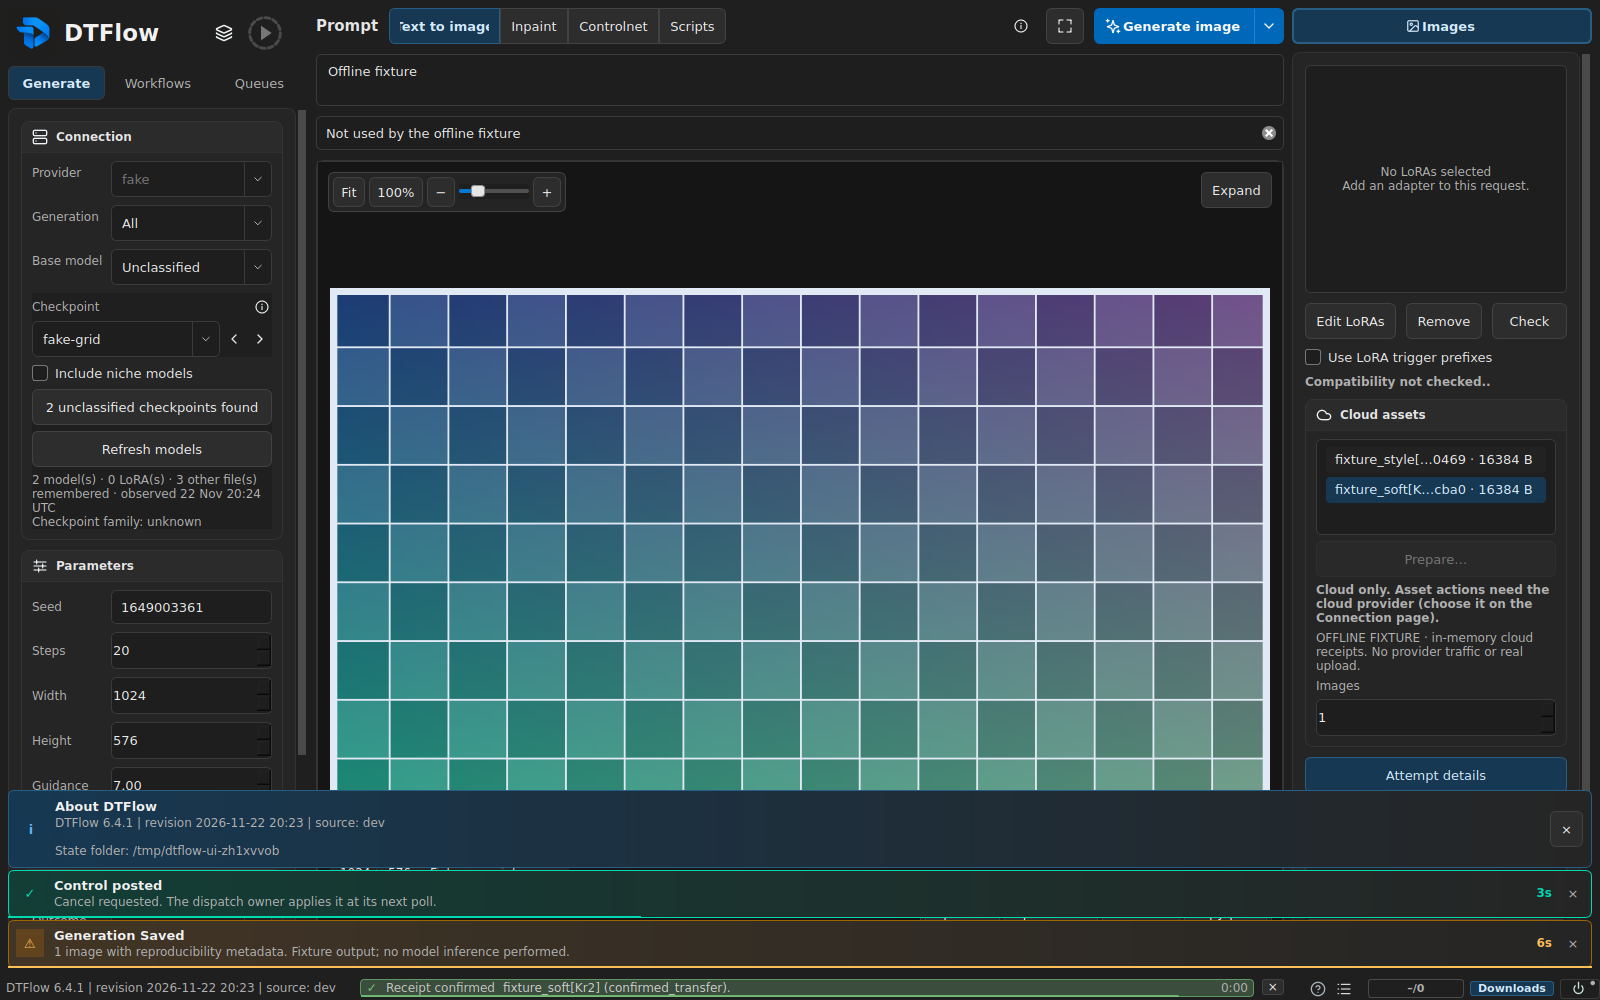 DTFlow
Generate
Workflows
Queues
Connection
Provider
fake
Generation
All
Base model
Unclassified
Checkpoint
fake-grid
Include niche models
2 unclassified checkpoints found
Refresh models
2 model(s) · 0 LoRA(s) · 3 other file(s)
remembered · observed 22 Nov 20:24
UTC
Checkpoint family: unknown
Parameters
Seed
1649003361
Steps
20
Width
1024
Height
576
Guidance
7.00
Prompt
Text to image
Inpaint
Controlnet
Scripts
Generate image
Offline fixture
Not used by the offline fixture
Fit
100%
−
+
Expand
Images
No LoRAs selected
Add an adapter to this request.
Edit LoRAs
Remove
Check
Use LoRA trigger prefixes
Compatibility not checked..
Cloud assets
fixture_style[...0469 · 16384 B
fixture_soft[K...cba0 · 16384 B
Prepare...
Cloud only. Asset actions need the
cloud provider (choose it on the
Connection page).
OFFLINE FIXTURE · in-memory cloud
receipts. No provider traffic or real
upload.
Images
1
Attempt details
About DTFlow
DTFlow 6.4.1 | revision 2026-11-22 20:23 | source: dev
State folder: /tmp/dtflow-ui-zh1xvvob
Control posted
Cancel requested. The dispatch owner applies it at its next poll.
3s
Generation Saved
1 image with reproducibility metadata. Fixture output; no model inference performed.
6s
DTFlow 6.4.1 | revision 2026-11-22 20:23 | source: dev
Receipt confirmed fixture_soft[Kr2] (confirmed_transfer).
0:00
-/0
Downloads